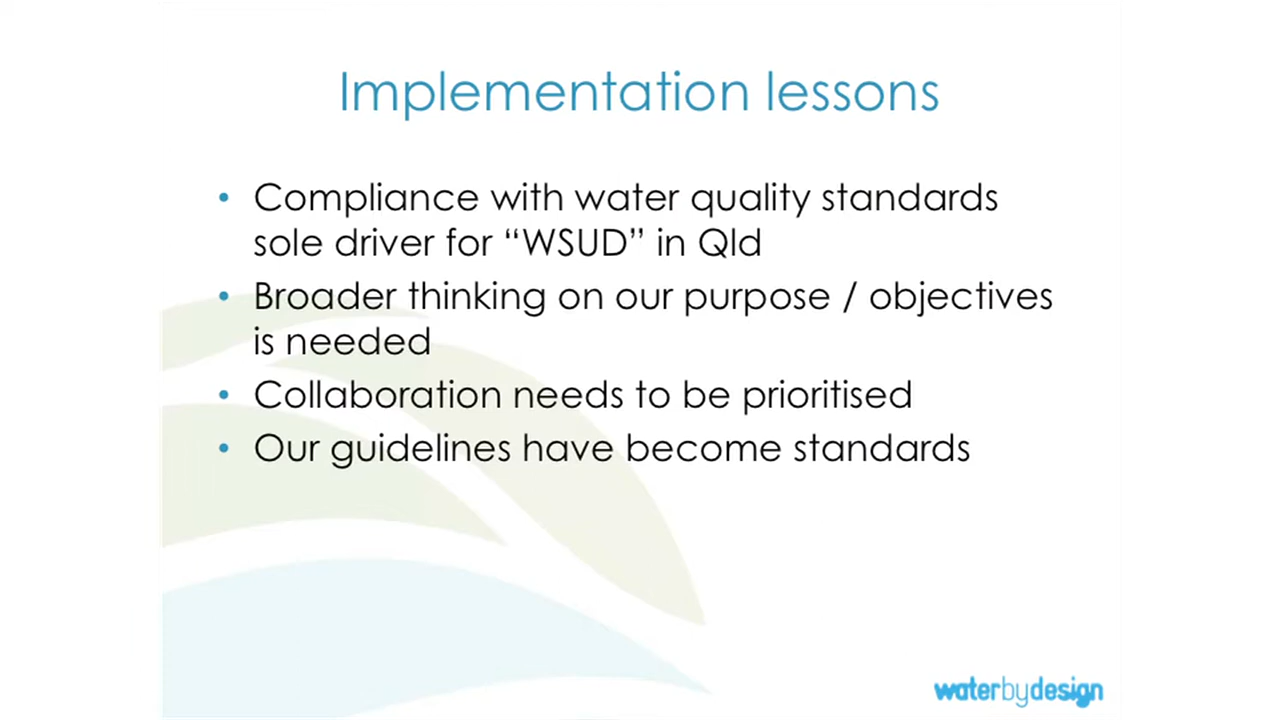 Implementation lessons
• Compliance with water quality standards
sole driver for “WSUD” in Qld
• Broader thinking on our purpose / objectives
is needed
• Collaboration needs to be prioritised
• Our guidelines have become standards
waterbydesign